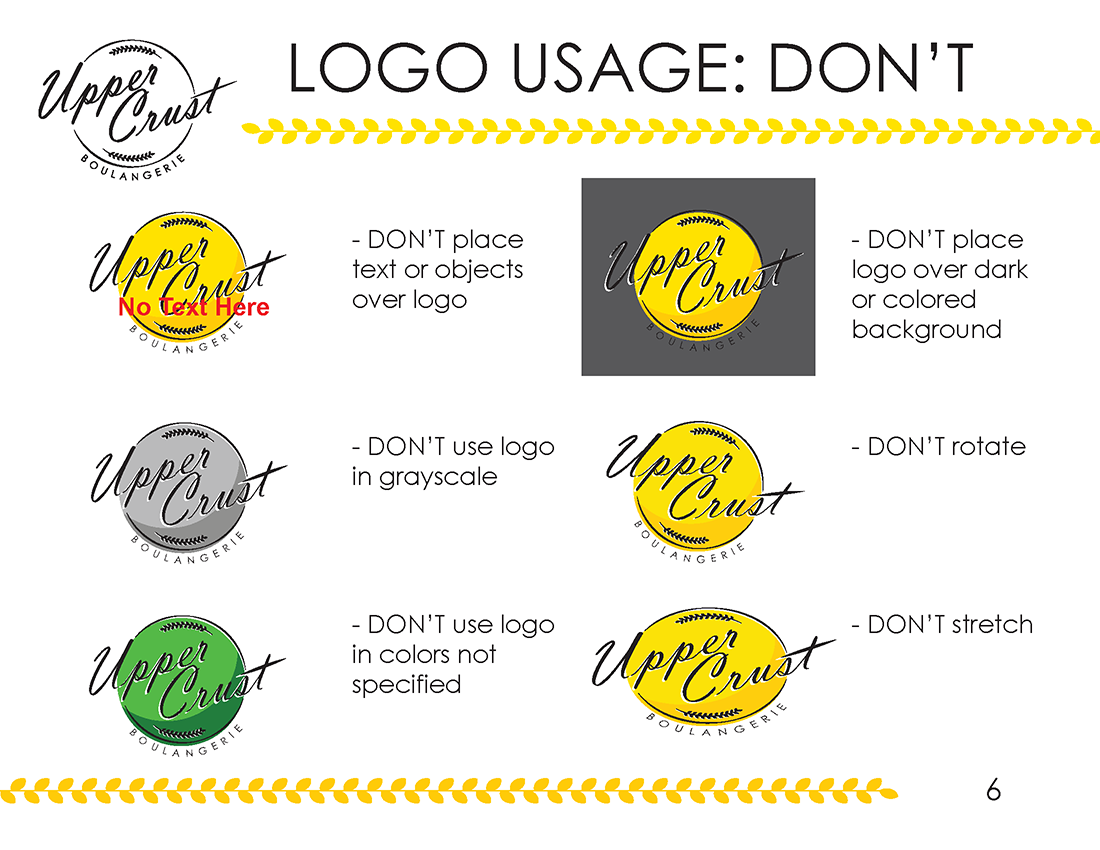 Upper
Crust
BOULANGERIE
LOGO USAGE: DON’T
Upper
Crust
No Text Here
BOULANGERIE
- DON’T place
text or objects
over logo
Upper
Crust
BOULANGERIE
- DON’T place
logo over dark
or colored
background
Upper
Crust
BOULANGERIE
- DON’T use logo
in grayscale
Upper
Crust
BOULANGERIE
- DON’T rotate
Upper
Crust
BOULANGERIE
- DON’T use logo
in colors not
specified
Upper
Crust
BOULANGERIE
- DON’T stretch
6